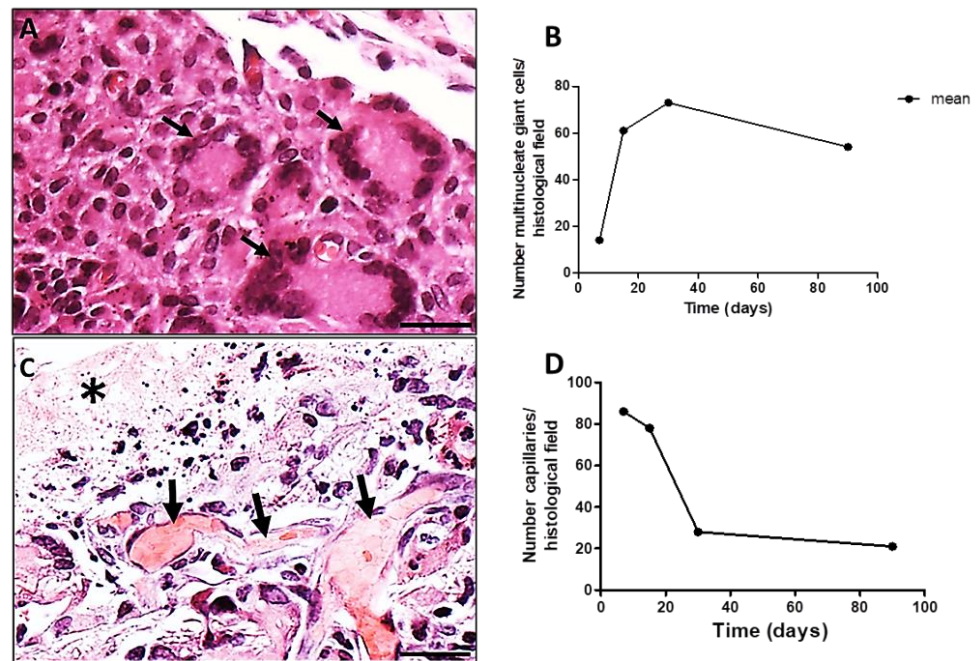 A
B
Number multinucleate giant cells/
histological field
80
60
40
20
0
0 20 40 60 80 100
Time (days)
mean
C
*
D
Number capillaries/
histological field
100
80
60
40
20
0
0 20 40 60 80 100
Time (days)